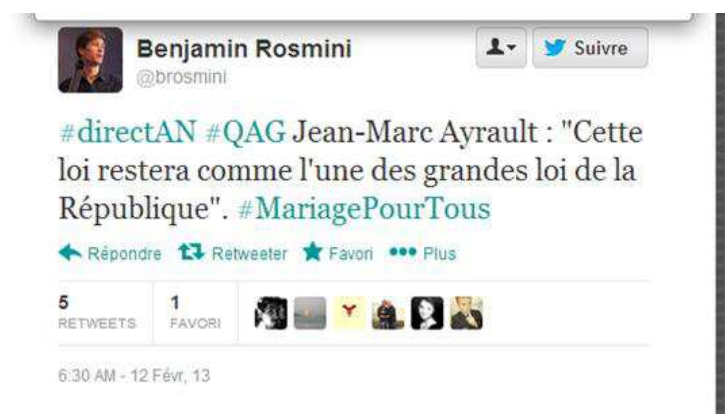 Benjamin Rosmini
Suivre
@brosmini
#directAN #QAG Jean-Marc Ayrault : "Cette
loi restera comme l'une des grandes loi de la
République". #MariagePourTous
Répondre Retweeter Favori Plus
5 1
RETWEETS FAVORI
6:30 AM - 12 Févr, 13